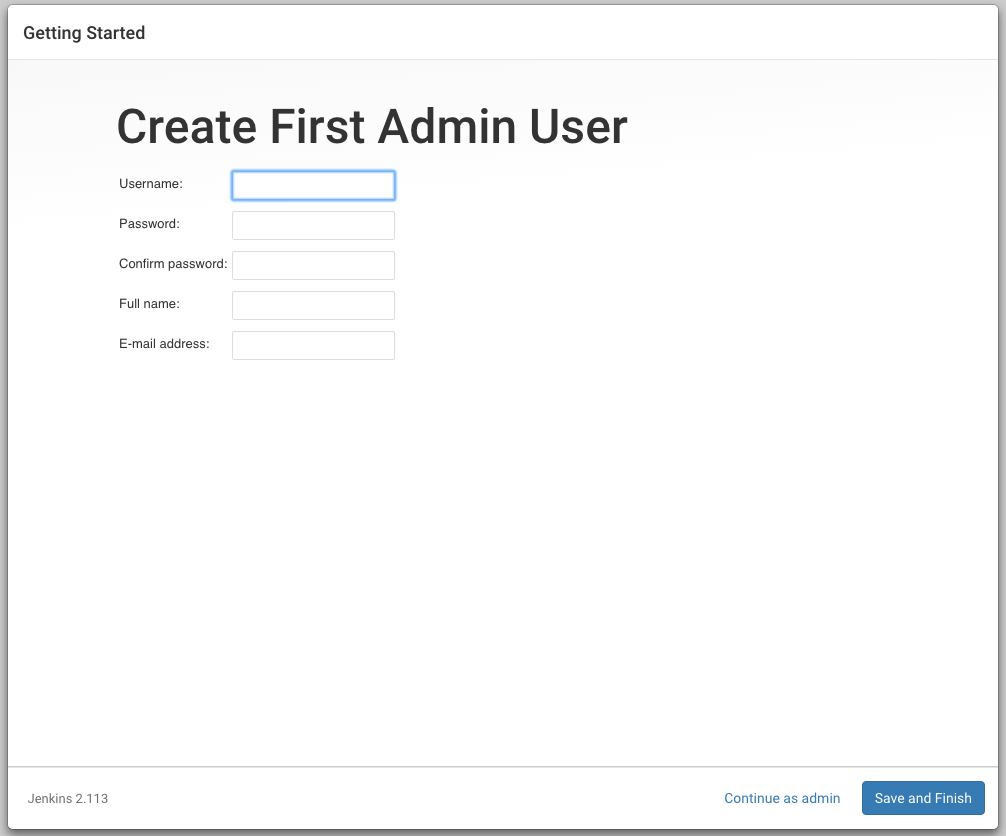 Getting Started
Create First Admin User
Username:
Password:
Confirm password:
Full name:
E-mail address:
Jenkins 2.113
Continue as admin
Save and Finish